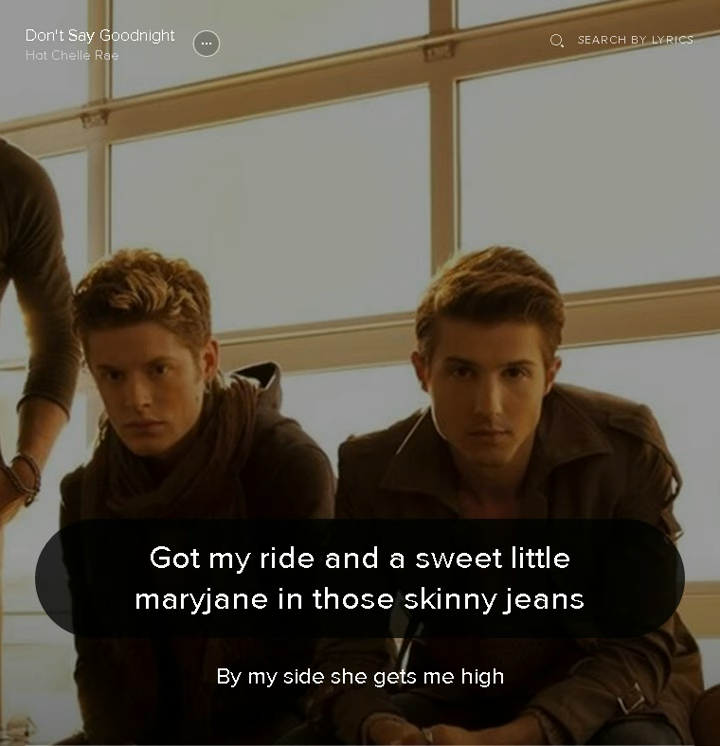 Don't Say Goodnight
Hot Chelle Rae
SEARCH BY LYRICS
Got my ride and a sweet little
maryjane in those skinny jeans
By my side she gets me high